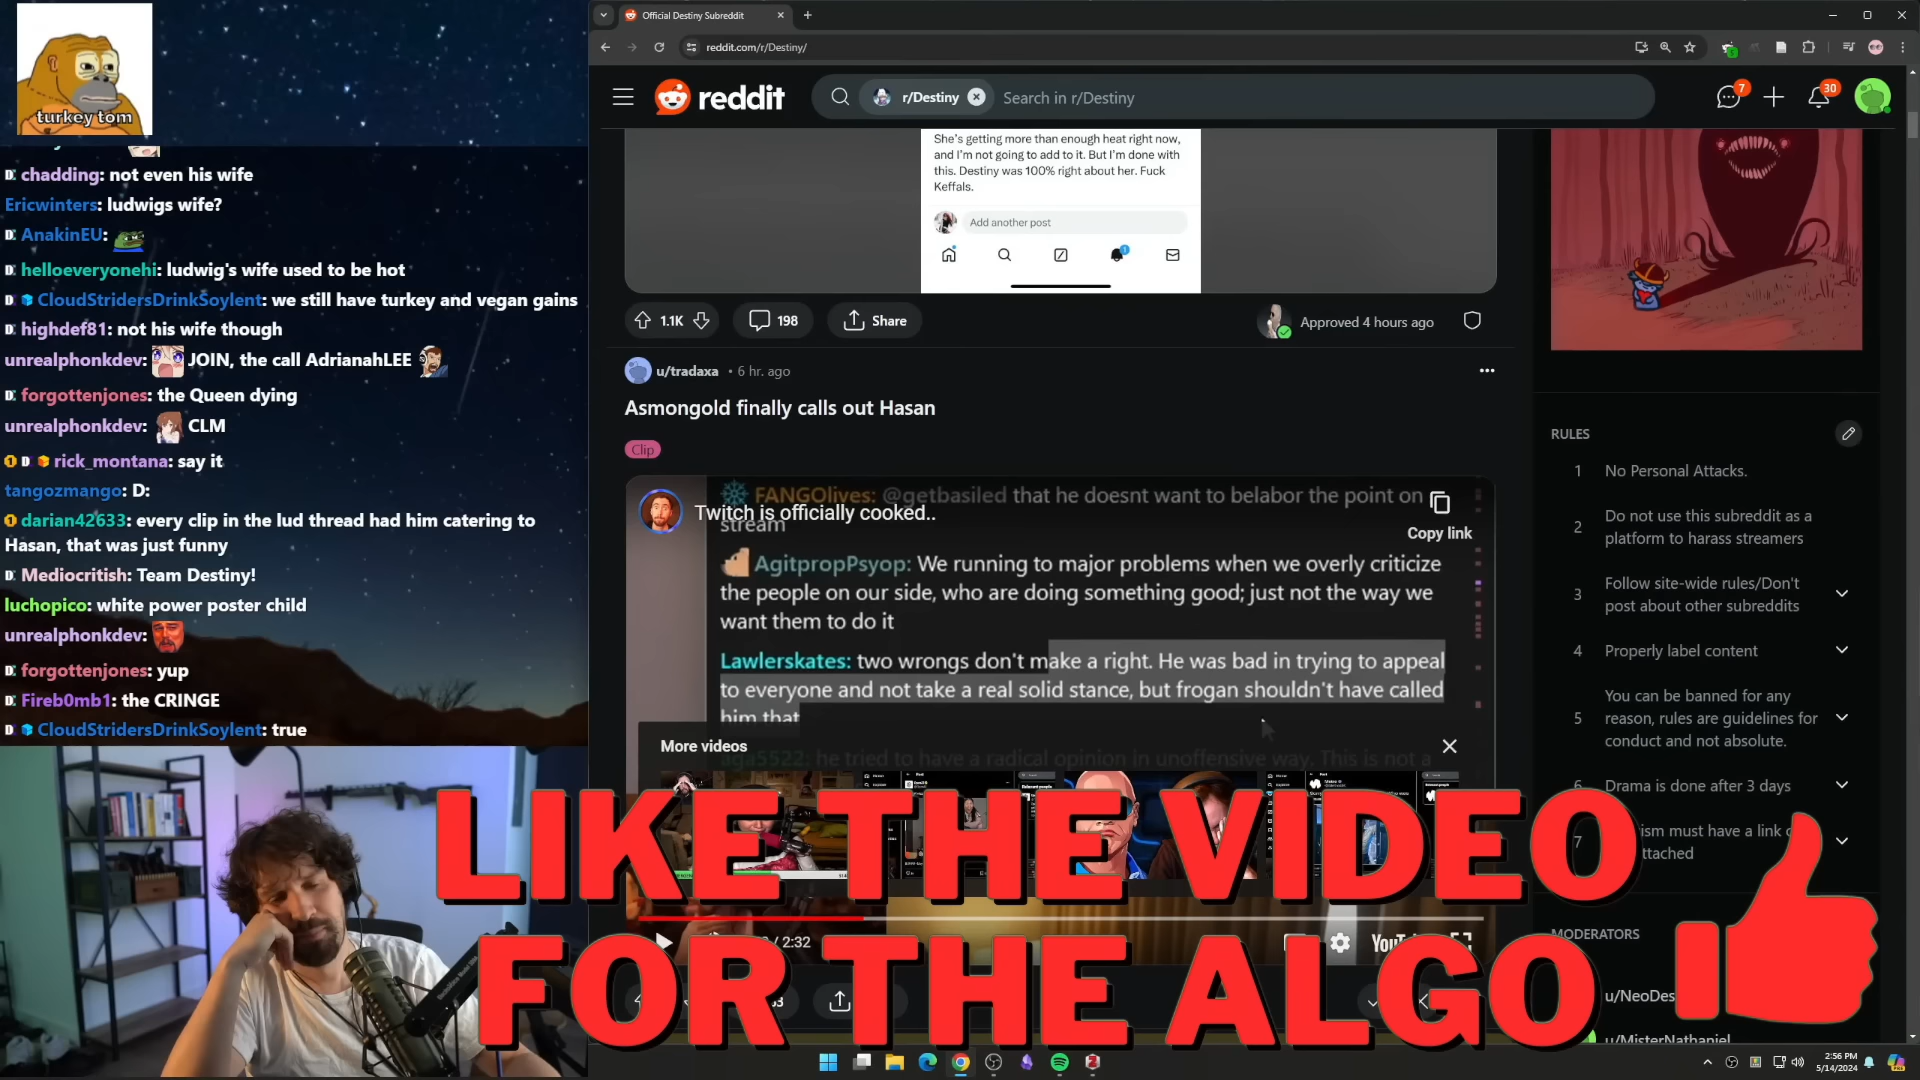 turkey tom
chadding: not even his wife
Ericwinters: ludwigs wife?
AnakinEU:
helloeveryonehi: ludwig's wife used to be hot
CloudStridersDrinkSoylent: we still have turkey and vegan gains
highdef81: not his wife though
unrealphonkdev: JOIN, the call AdrianahLEE
forgottenjones: the Queen dying
unrealphonkdev: CLM
rick_montana: say it
tangozmango: D:
darian42633: every clip in the lud thread had him catering to
Hasan, that was just funny
Mediocritish: Team Destiny!
luchopico: white power poster child
unrealphonkdev:
forgottenjones: yup
Fireb0mb1: the CRINGE
CloudStridersDrinkSoylent: true
Official Destiny Subreddit
reddit.com/r/Destiny/
reddit
r/Destiny
Search in r/Destiny
7
30
She's getting more than enough heat right now,
and I'm not going to add to it. But I'm done with
this. Destiny was 100% right about her. Fuck
Keffals.
Add another post
1.1K
198
Share
Approved 4 hours ago
u/tradaxa • 6 hr. ago
Asmongold finally calls out Hasan
Clip
Twitch is officially cooked..
Copy link
FANGOlives: @getbasiled that he doesnt want to belabor the point on
stream
AgitpropPsyop: We running to major problems when we overly criticize
the people on our side, who are doing something good; just not the way we
want them to do it
Lawlerskates: two wrongs don't make a right. He was bad in trying to appeal
to everyone and not take a real solid stance, but frogan shouldn't have called
him that
More videos
aga5522: he tried to have a radical opinion in unoffensive way. This is not a
LIKE THE VIDEO
FOR THE ALGO
/ 2:32
RULES
1 No Personal Attacks.
2 Do not use this subreddit as a
platform to harass streamers
3 Follow site-wide rules/Don't
post about other subreddits
4 Properly label content
5 You can be banned for any
reason, rules are guidelines for
conduct and not absolute.
6 Drama is done after 3 days
7 must have a link
attached
MODERATORS
u/NeoDes
u/MisterNathaniel
2:56 PM
5/14/2024